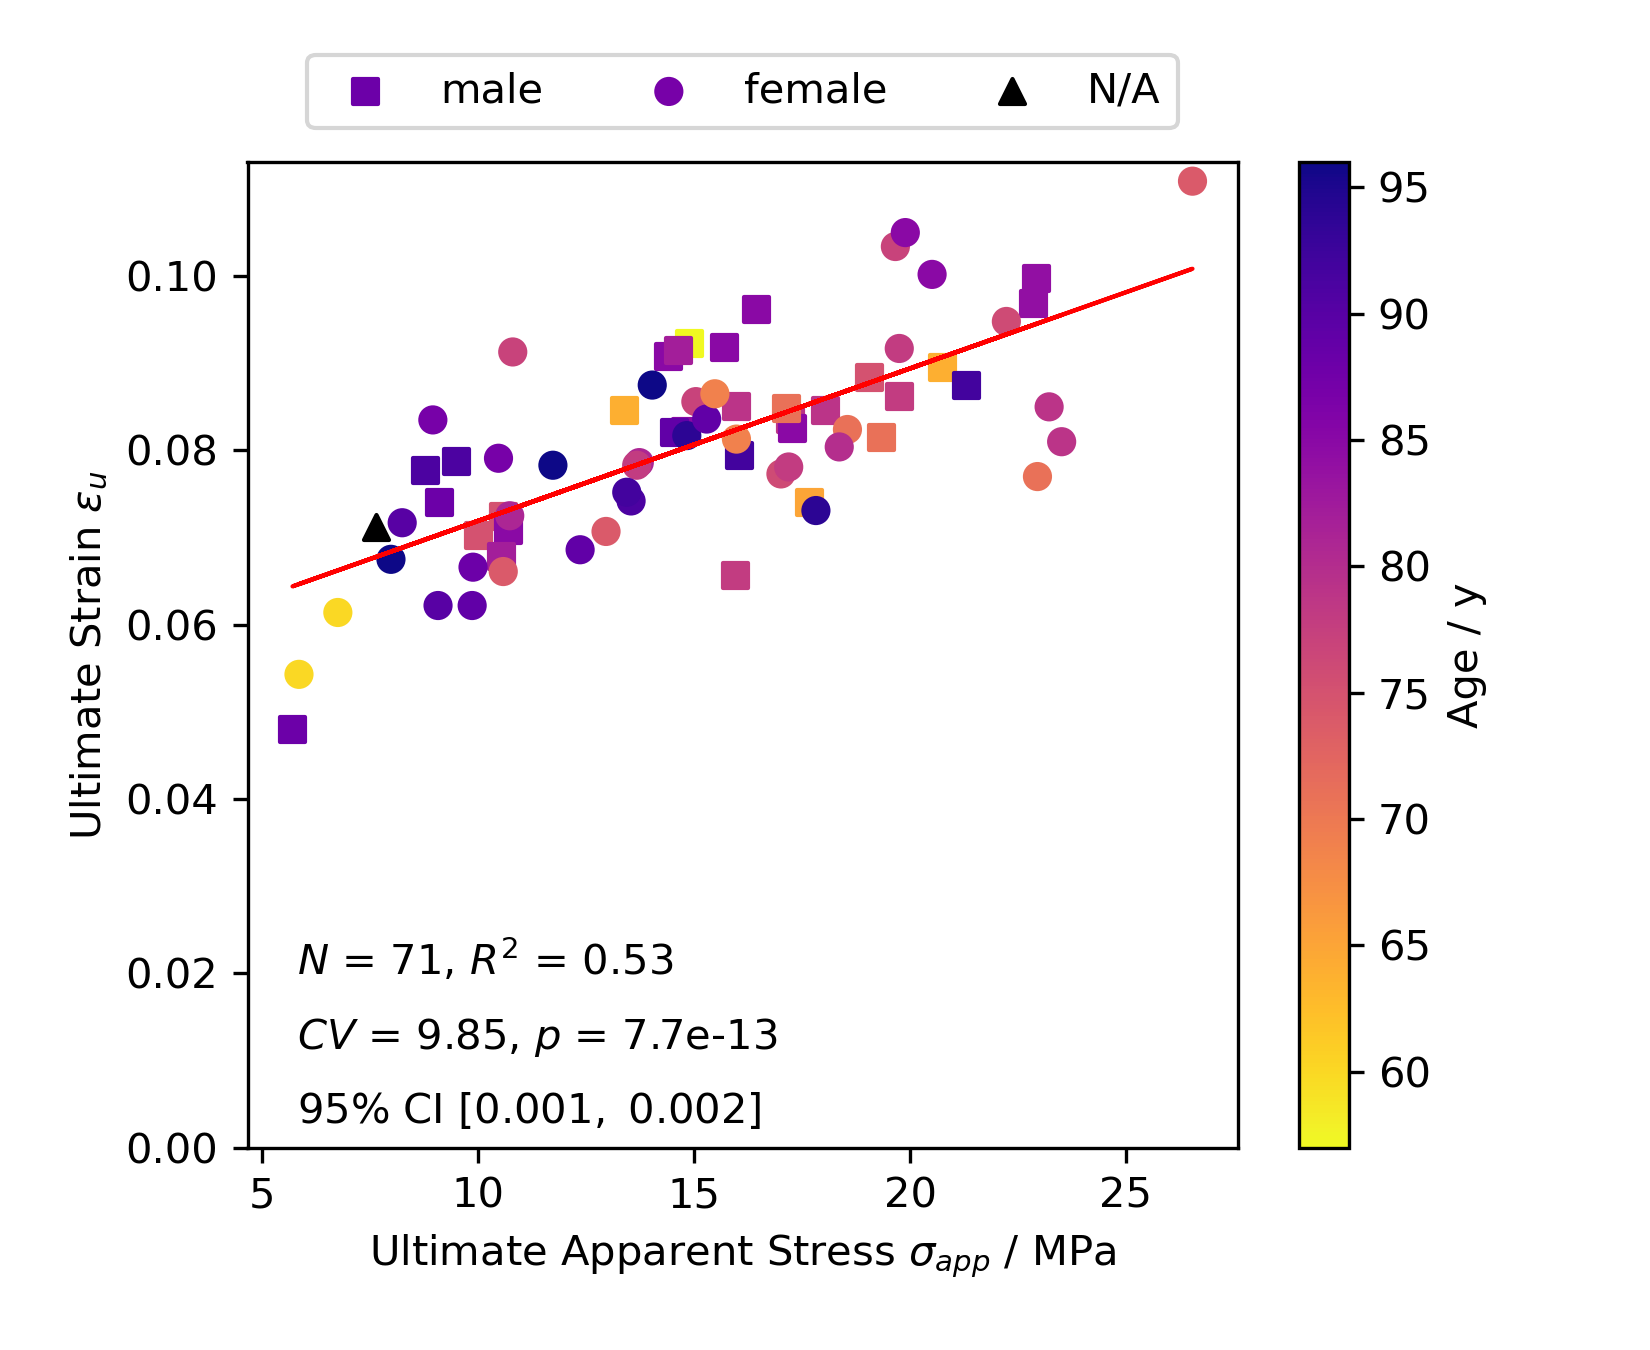 male female N/A
0.10
0.08
0.06
0.04
0.02
0.00
Ultimate Strain εu
N = 71, R² = 0.53
CV = 9.85, p = 7.7e-13
95% CI [0.001, 0.002]
5 10 15 20 25
Ultimate Apparent Stress σapp / MPa
95
90
85
80
75
70
65
60
Age / y